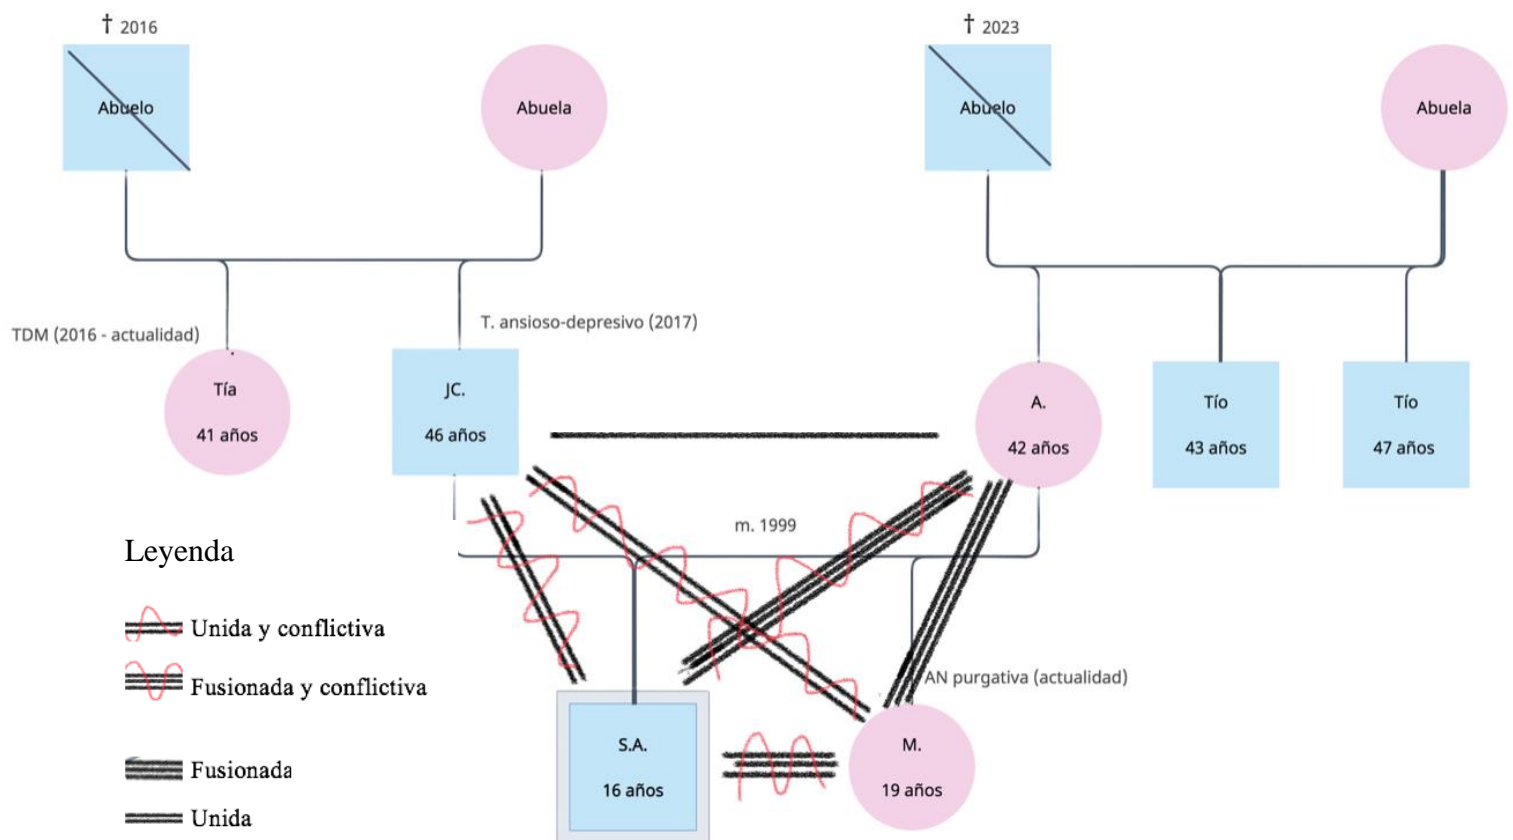 † 2016
† 2023
Abuelo
Abuela
Abuelo
Abuela
TDM (2016 - actualidad)
T. ansioso-depresivo (2017)
Tía
41 años
JC.
46 años
A.
42 años
Tío
43 años
Tío
47 años
m. 1999
Leyenda
Unida y conflictiva
Fusionada y conflictiva
Fusionada
Unida
AN purgativa (actualidad)
S.A.
16 años
M.
19 años